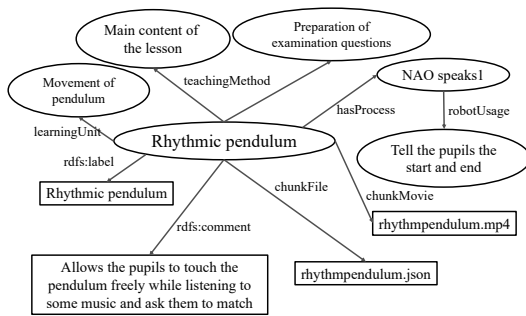 Main content of
the lesson
Preparation of
examination questions
Movement of
pendulum
teachingMethod
NAO speaks1
hasProcess
learningUnit
robotUsage
Rhythmic pendulum
Tell the pupils the
start and end
rdfs:label
Rhythmic pendulum
chunkFile
chunkMovie
rhythmpendulum.mp4
rdfs:comment
Allows the pupils to touch the
pendulum freely while listening to
some music and ask them to match
rhythmpendulum.json